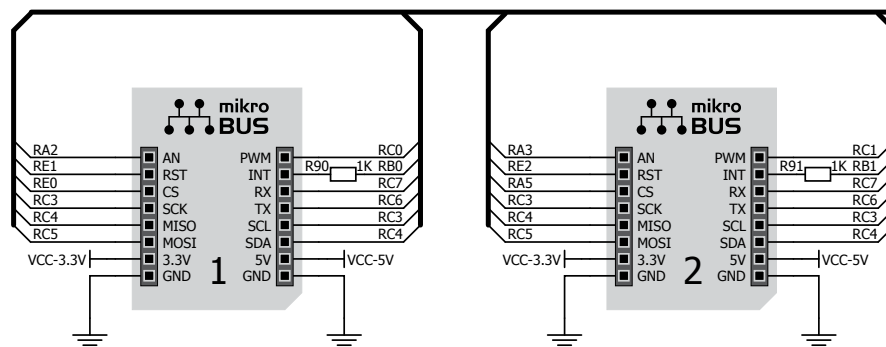 mikro
BUS
RA2 AN PWM RC0
RE1 RST INT R90 1K RB0
RE0 CS RX RC7
RC3 SCK TX RC6
RC4 MISO SCL RC3
RC5 MOSI SDA RC4
VCC-3.3V 3.3V 5V VCC-5V
GND 1 GND
mikro
BUS
RA3 AN PWM RC1
RE2 RST INT R91 1K RB1
RA5 CS RX RC7
RC3 SCK TX RC6
RC4 MISO SCL RC3
RC5 MOSI SDA RC4
VCC-3.3V 3.3V 5V VCC-5V
GND 2 GND